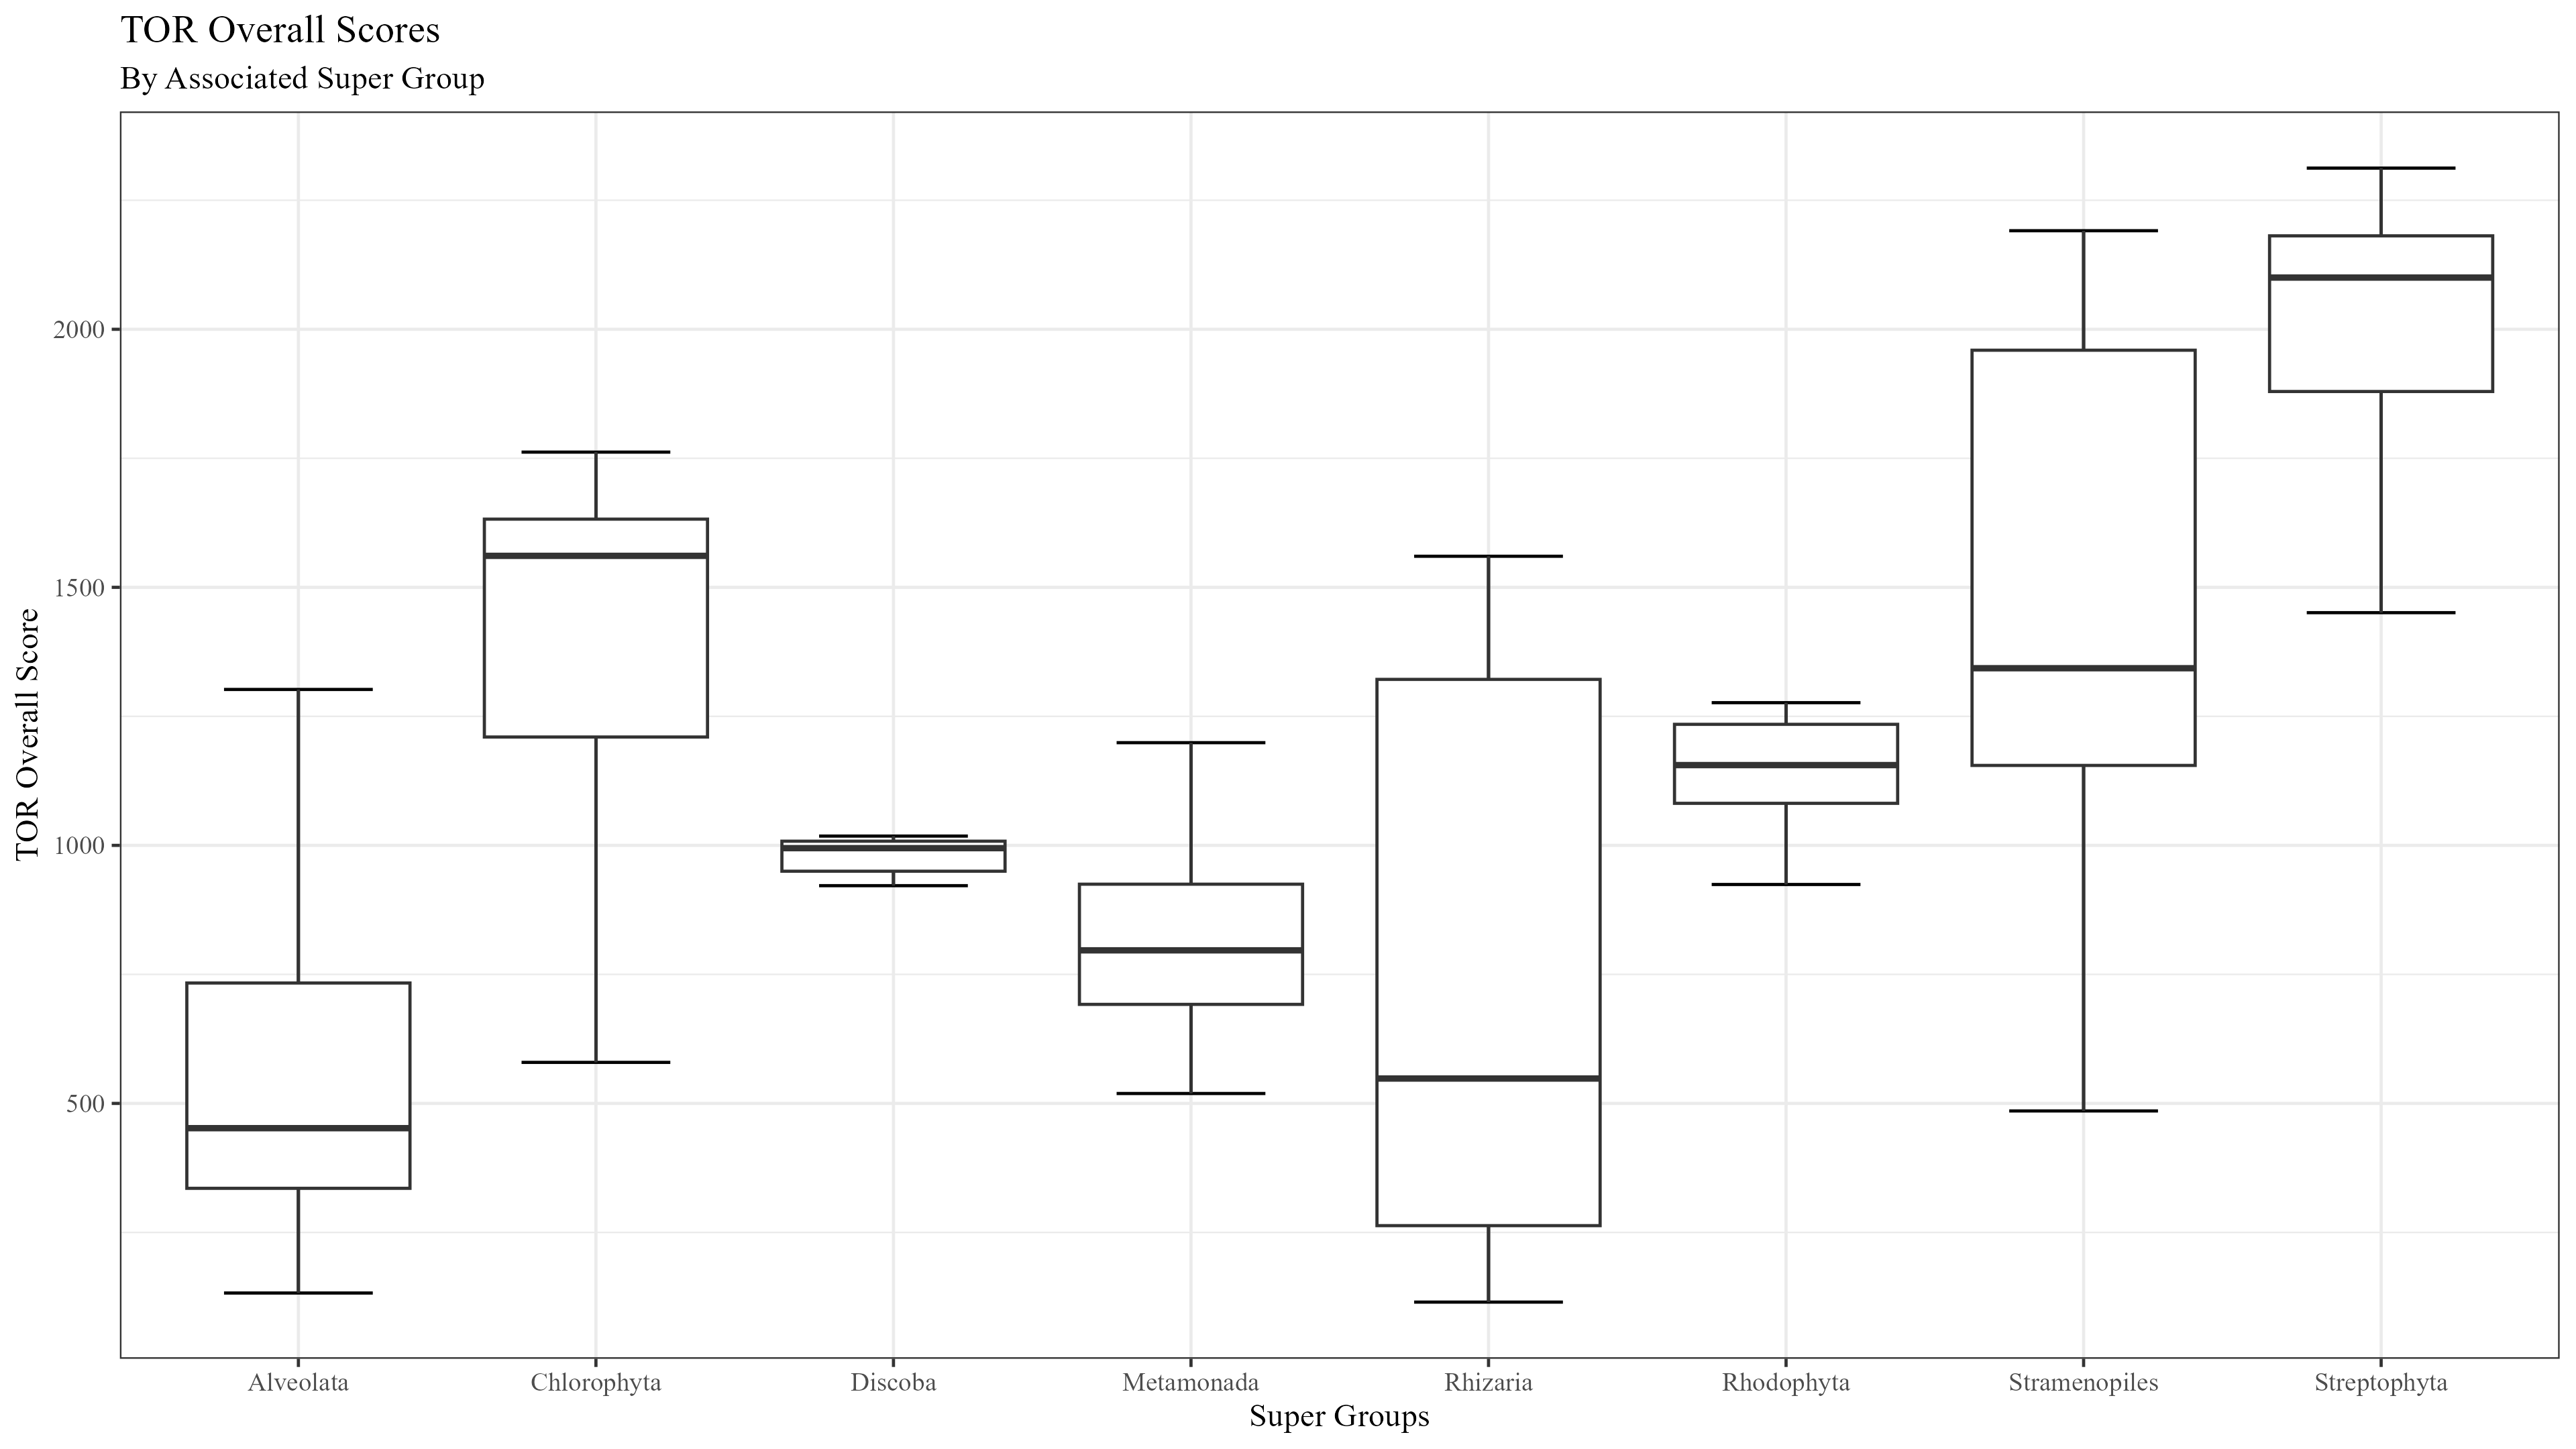 TOR Overall Scores
By Associated Super Group
TOR Overall Score
2000
1500
1000
500
Alveolata
Chlorophyta
Discoba
Metamonada
Rhizaria
Rhodophyta
Stramenopiles
Streptophyta
Super Groups